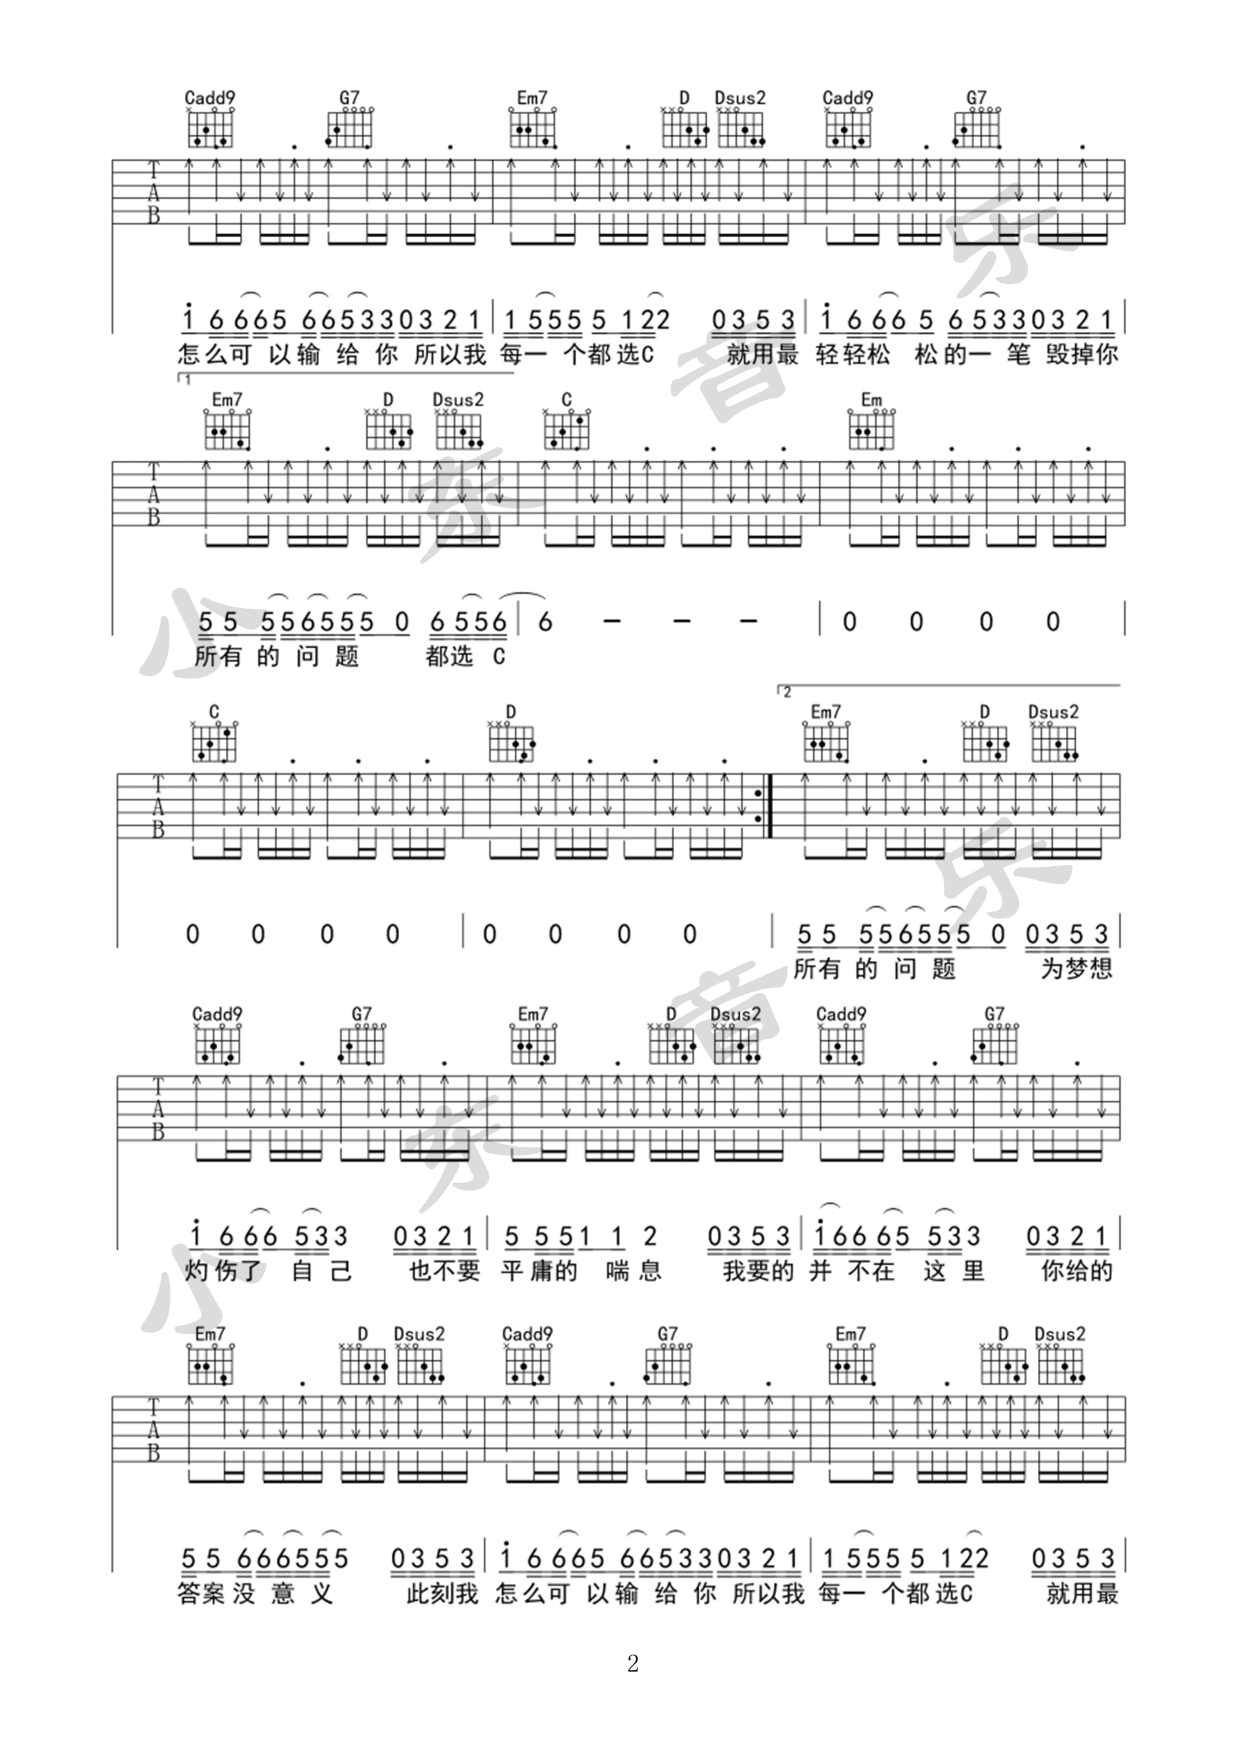 Cadd9 G7 Em7 D Dsus2 Cadd9 G7
T
A
B
i 6 6 6 5 6 6 5 3 3 0 3 2 1 | 1 5 5 5 5 1 2 2 0 3 5 3 | i 6 6 6 5 6 5 3 3 0 3 2 1 |
怎么可 以输 给 你 所以我 每一 个都选C 就用最 轻轻松 松的一 笔 毁掉你
1
Em7 D Dsus2 C Em
T
A
B
5 5 5 5 6 5 5 5 0 6 5 5 6 | 6 - - - | 0 0 0 0 |
所有 的 问 题 都选 C
2
C D Em7 D Dsus2
T
A
B
0 0 0 0 | 0 0 0 0 | 5 5 5 5 6 5 5 5 0 0 3 5 3 |
所有 的 问 题 为梦想
Cadd9 G7 Em7 D Dsus2 Cadd9 G7
T
A
B
i 6 6 6 5 3 3 0 3 2 1 | 5 5 5 1 1 2 0 3 5 3 | i 6 6 6 5 5 3 3 0 3 2 1 |
灼伤了 自己 也不要 平庸的 喘息 我要的 并 不在 这里 你给的
Em7 D Dsus2 Cadd9 G7 Em7 D Dsus2
T
A
B
5 5 6 6 6 5 5 5 0 3 5 3 | i 6 6 6 5 6 6 5 3 3 0 3 2 1 | 1 5 5 5 5 1 2 2 0 3 5 3 |
答案没 意 义 此刻我 怎么可 以输 给 你 所以我 每一 个都选C 就用最
小东音乐
小东音乐
2